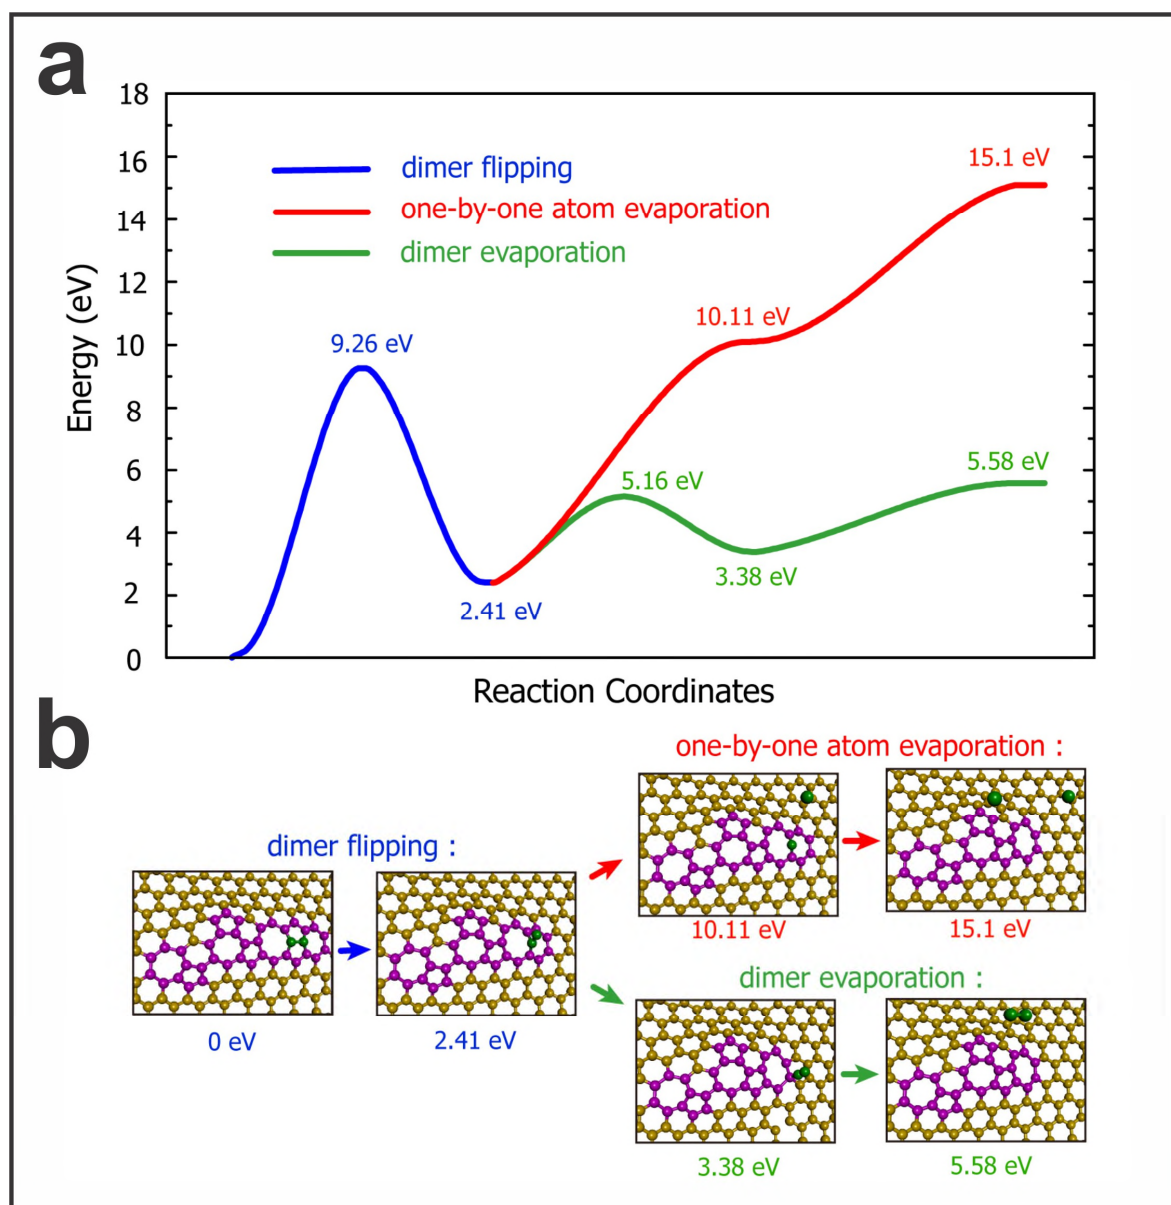 a
18
16
14
12
10
8
6
4
2
0
Energy (eV)
dimer flipping
one-by-one atom evaporation
dimer evaporation
15.1 eV
10.11 eV
9.26 eV
5.16 eV
5.58 eV
3.38 eV
2.41 eV
Reaction Coordinates
b
one-by-one atom evaporation :
dimer flipping :
10.11 eV
15.1 eV
dimer evaporation :
0 eV
2.41 eV
3.38 eV
5.58 eV